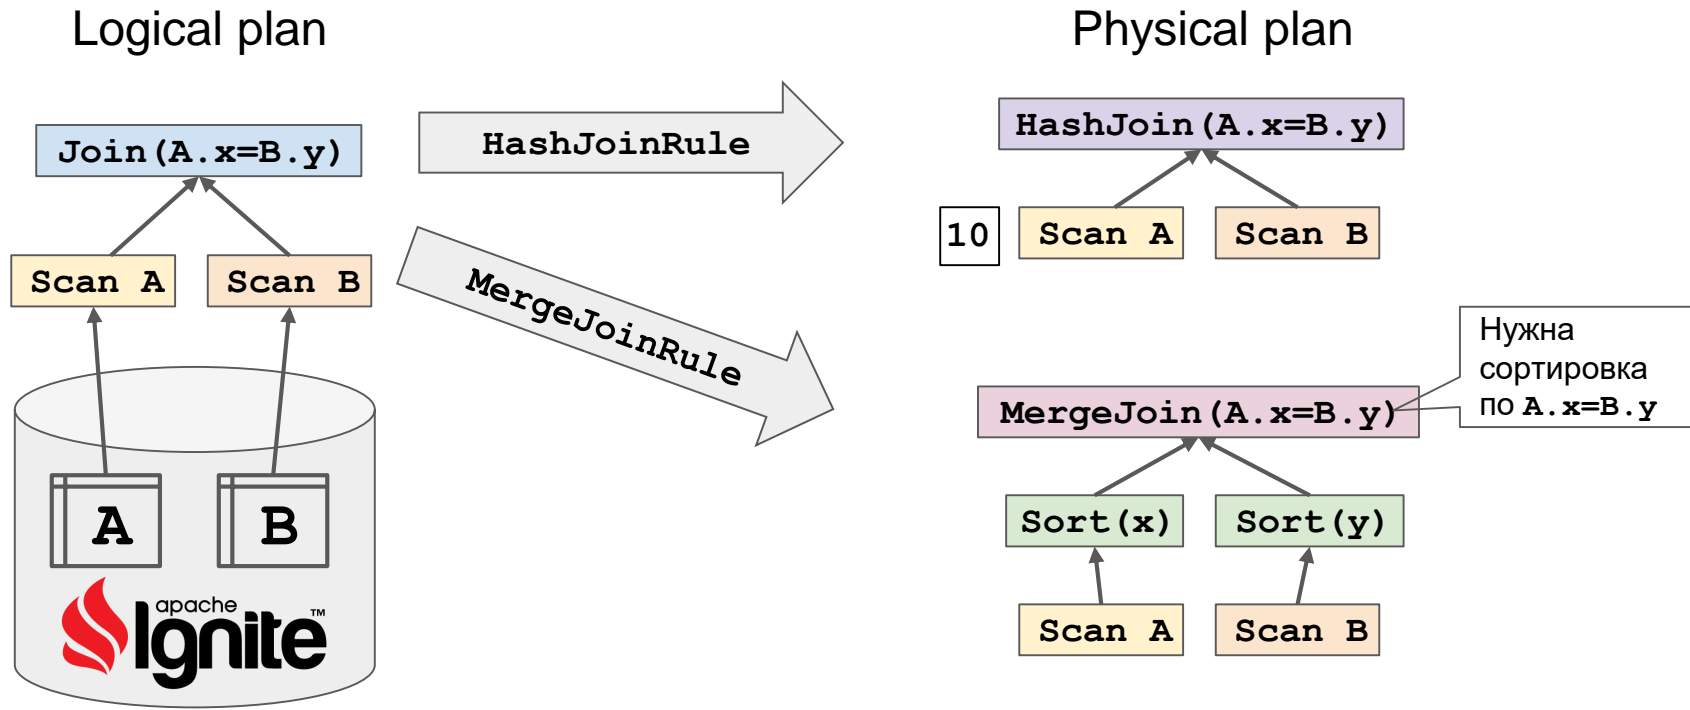 Logical plan
Physical plan
Join(A.x=B.y)
Scan A
Scan B
A
B
apache
Ignite™
HashJoinRule
MergeJoinRule
HashJoin(A.x=B.y)
10
Scan A
Scan B
Нужна
сортировка
по A.x=B.y
MergeJoin(A.x=B.y)
Sort(x)
Sort(y)
Scan A
Scan B